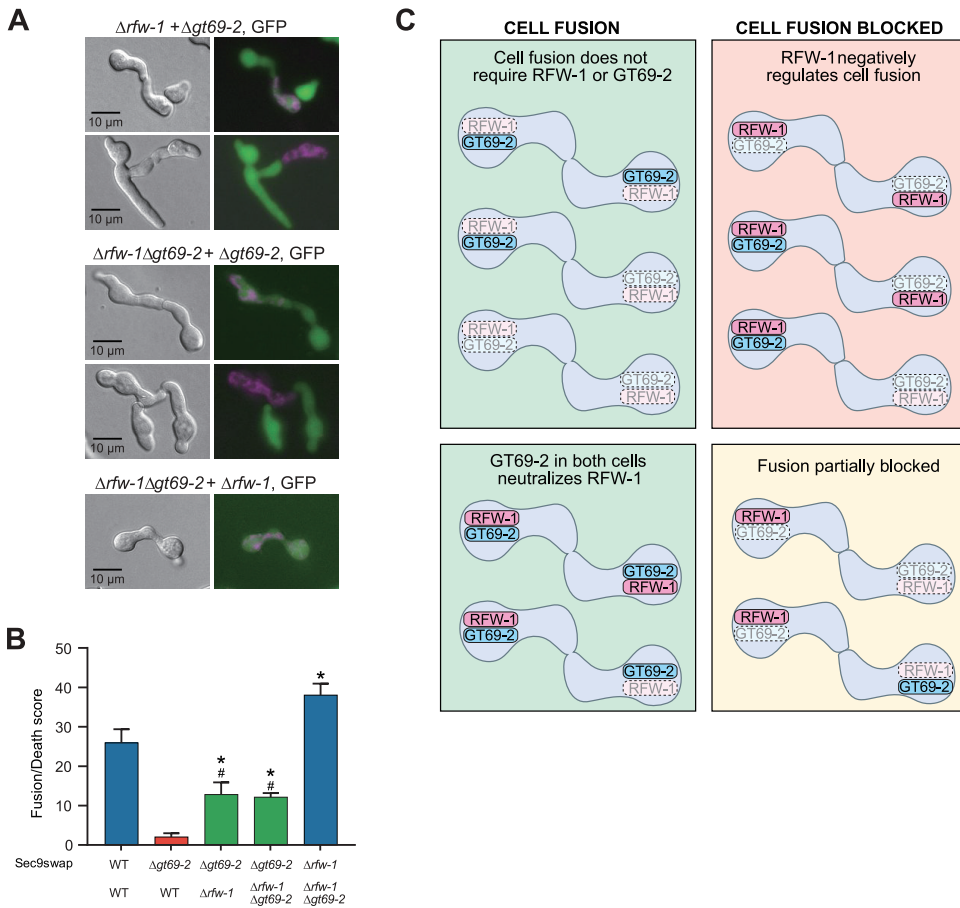 A
Δrfw-1 + Δgt69-2, GFP
10 µm
10 µm
Δrfw-1Δgt69-2 + Δgt69-2, GFP
10 µm
10 µm
Δrfw-1Δgt69-2 + Δrfw-1, GFP
10 µm
B
Fusion/Death score
50
40
30
20
10
0
* # * # *
Sec9swap WT Δgt69-2 Δgt69-2 Δgt69-2 Δrfw-1
WT WT Δrfw-1 Δrfw-1 Δgt69-2 Δrfw-1 Δgt69-2
C
CELL FUSION
Cell fusion does not
require RFW-1 or GT69-2
RFW-1
GT69-2
GT69-2
RFW-1
RFW-1
GT69-2
GT69-2
RFW-1
RFW-1
GT69-2
GT69-2
RFW-1
CELL FUSION BLOCKED
RFW-1negatively
regulates cell fusion
RFW-1
GT69-2
GT69-2
RFW-1
RFW-1
GT69-2
GT69-2
RFW-1
RFW-1
GT69-2
GT69-2
RFW-1
GT69-2 in both cells
neutralizes RFW-1
RFW-1
GT69-2
GT69-2
RFW-1
RFW-1
GT69-2
GT69-2
RFW-1
Fusion partially blocked
RFW-1
GT69-2
GT69-2
RFW-1
RFW-1
GT69-2
RFW-1
GT69-2